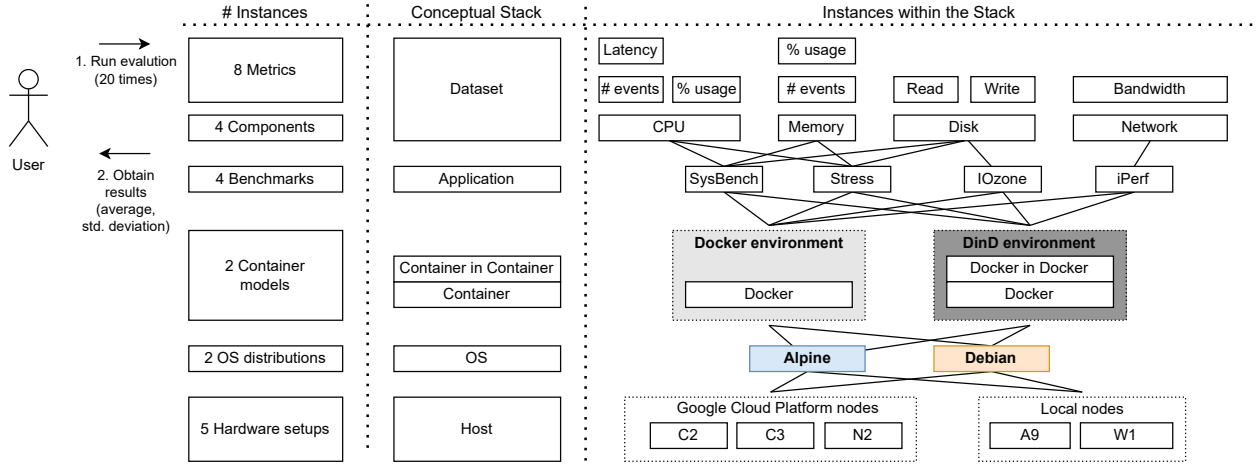 # Instances
Conceptual Stack
Instances within the Stack
1. Run evalution
(20 times)
User
2. Obtain
results
(average,
std. deviation)
8 Metrics
4 Components
4 Benchmarks
2 Container
models
2 OS distributions
5 Hardware setups
Dataset
Application
Container in Container
Container
OS
Host
Latency
% usage
# events
% usage
# events
Read
Write
Bandwidth
CPU
Memory
Disk
Network
SysBench
Stress
IOzone
iPerf
Docker environment
Docker
DinD environment
Docker in Docker
Docker
Alpine
Debian
Google Cloud Platform nodes
C2
C3
N2
Local nodes
A9
W1